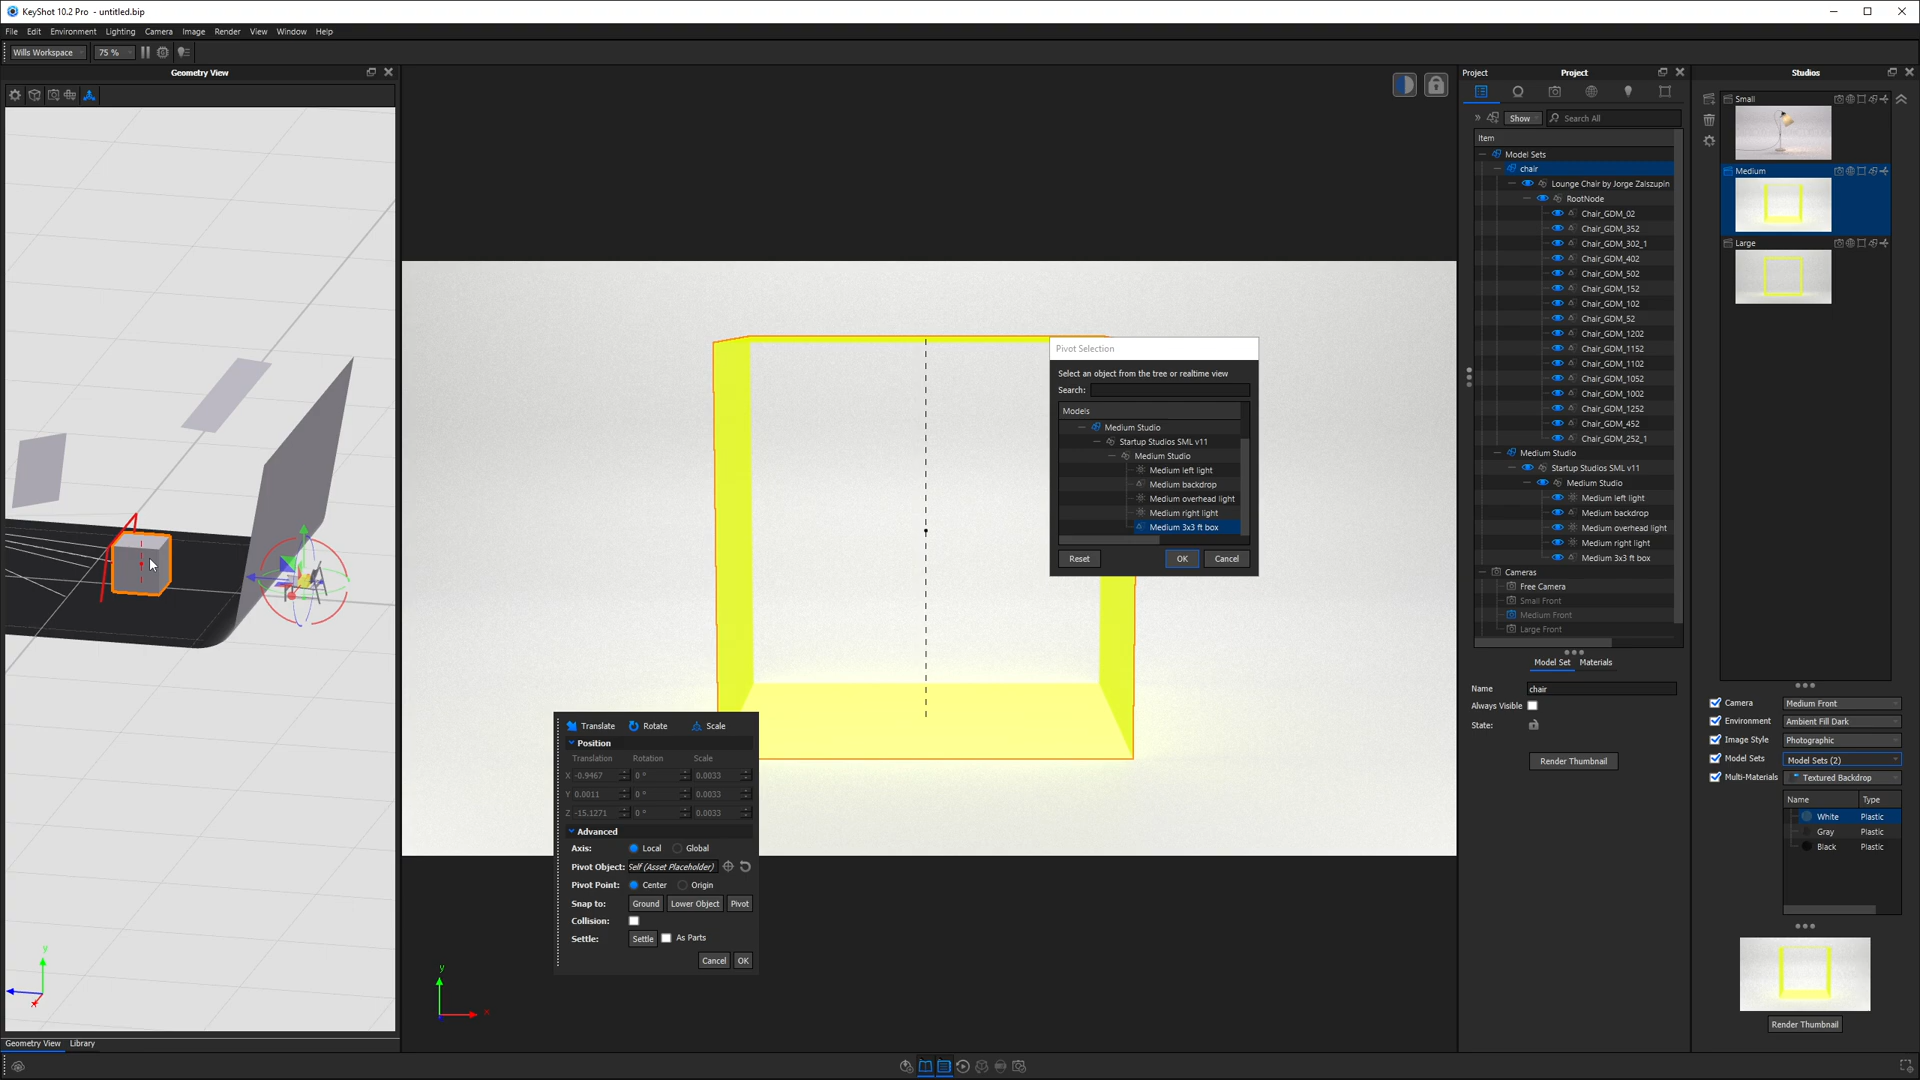 KeyShot 10.2 Pro - untitled.bip
File Edit Environment Lighting Camera Image Render View Window Help
Wills Workspace 75 %
Geometry View
Geometry View Library
y
y
x
Pivot Selection
Select an object from the tree or realtime view
Search:
Models
Medium Studio
Startup Studios SML v11
Medium Studio
Medium left light
Medium backdrop
Medium overhead light
Medium right light
Medium 3x3 ft box
Reset OK Cancel
Translate Rotate Scale
Position
Translation Rotation Scale
X -0.9467 0 ° 0.0033
Y 0.0011 0 ° 0.0033
Z -15.1271 0 ° 0.0033
Advanced
Axis: Local Global
Pivot Object: Self (Asset Placeholder)
Pivot Point: Center Origin
Snap to: Ground Lower Object Pivot
Collision:
Settle: Settle As Parts
Cancel OK
Project Project
Show Search All
Item
Model Sets
chair
Lounge Chair by Jorge Zalszupin
RootNode
Chair_GDM_02
Chair_GDM_352
Chair_GDM_302_1
Chair_GDM_402
Chair_GDM_502
Chair_GDM_152
Chair_GDM_102
Chair_GDM_52
Chair_GDM_1202
Chair_GDM_1152
Chair_GDM_1102
Chair_GDM_1052
Chair_GDM_1002
Chair_GDM_1252
Chair_GDM_452
Chair_GDM_252_1
Medium Studio
Startup Studios SML v11
Medium Studio
Medium left light
Medium backdrop
Medium overhead light
Medium right light
Medium 3x3 ft box
Cameras
Free Camera
Small Front
Medium Front
Large Front
Model Set Materials
Name chair
Always Visible
State:
Render Thumbnail
Studios
Small
Medium
Large
Camera Medium Front
Environment Ambient Fill Dark
Image Style Photographic
Model Sets Model Sets (2)
Multi-Materials Textured Backdrop
Name Type
White Plastic
Gray Plastic
Black Plastic
Render Thumbnail